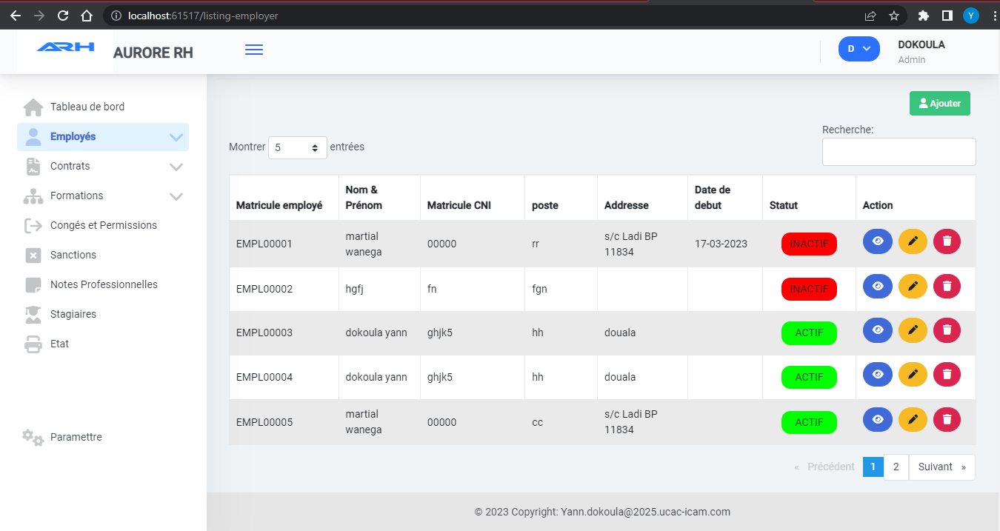 localhost:61517/listing-employer
Y
ARH
AURORE RH
D
DOKOULA
Admin
Tableau de bord
Employés
Contrats
Formations
Congés et Permissions
Sanctions
Notes Professionnelles
Stagiaires
Etat
Paramettre
Ajouter
Montrer 5 entrées
Recherche:
Matricule employé Nom & Prénom Matricule CNI poste Addresse Date de debut Statut Action
EMPL00001 martial wanega 00000 rr s/c Ladi BP 11834 17-03-2023 INACTIF
EMPL00002 hgfj fn fgn INACTIF
EMPL00003 dokoula yann ghjk5 hh douala ACTIF
EMPL00004 dokoula yann ghjk5 hh douala ACTIF
EMPL00005 martial wanega 00000 cc s/c Ladi BP 11834 ACTIF
« Précédent 1 2 Suivant »
© 2023 Copyright: Yann.dokoula@2025.ucac-icam.com